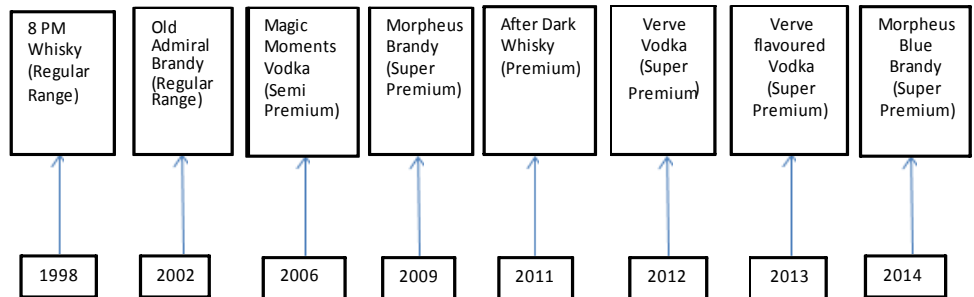 8 PM
Whisky
(Regular
Range)
Old
Admiral
Brandy
(Regular
Range)
Magic
Moments
Vodka
(Semi
Premium)
Morpheus
Brandy
(Super
Premium)
After Dark
Whisky
(Premium)
Verve
Vodka
(Super
Premium)
Verve
flavoured
Vodka
(Super
Premium)
Morpheus
Blue
Brandy
(Super
Premium)
1998
2002
2006
2009
2011
2012
2013
2014